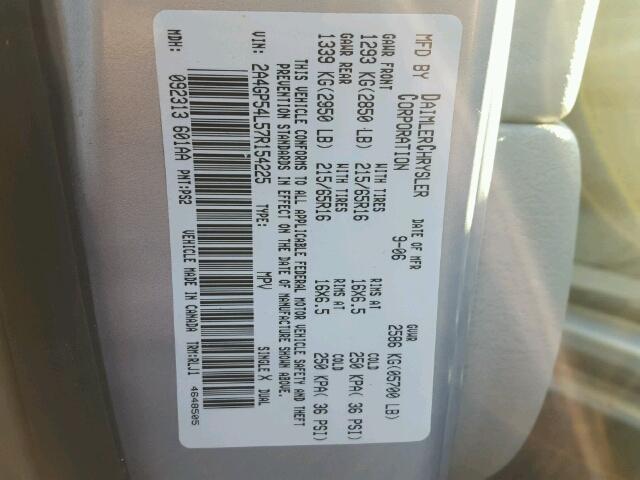 MFD BY DAIMLERCHRYSLER CORPORATION
DATE OF MFR 9-06
GVWR 2586 KG(05700 LB)
GAWR FRONT WITH TIRES RIMS AT COLD
1293 KG(2850 LB) 215/65R16 16X6.5 250 KPA( 36 PSI)
GAWR REAR WITH TIRES RIMS AT COLD
1339 KG(2950 LB) 215/65R16 16X6.5 250 KPA( 36 PSI)
THIS VEHICLE CONFORMS TO ALL APPLICABLE FEDERAL MOTOR VEHICLE SAFETY AND THEFT
PREVENTION STANDARDS IN EFFECT ON THE DATE OF MANUFACTURE SHOWN ABOVE.
VIN: 2A4GP54L57R154225 TYPE: MPV SINGLE X DUAL
MDH: 092313 601AA PNT:PS2 VEHICLE MADE IN CANADA TRM:RLJ1 4648505